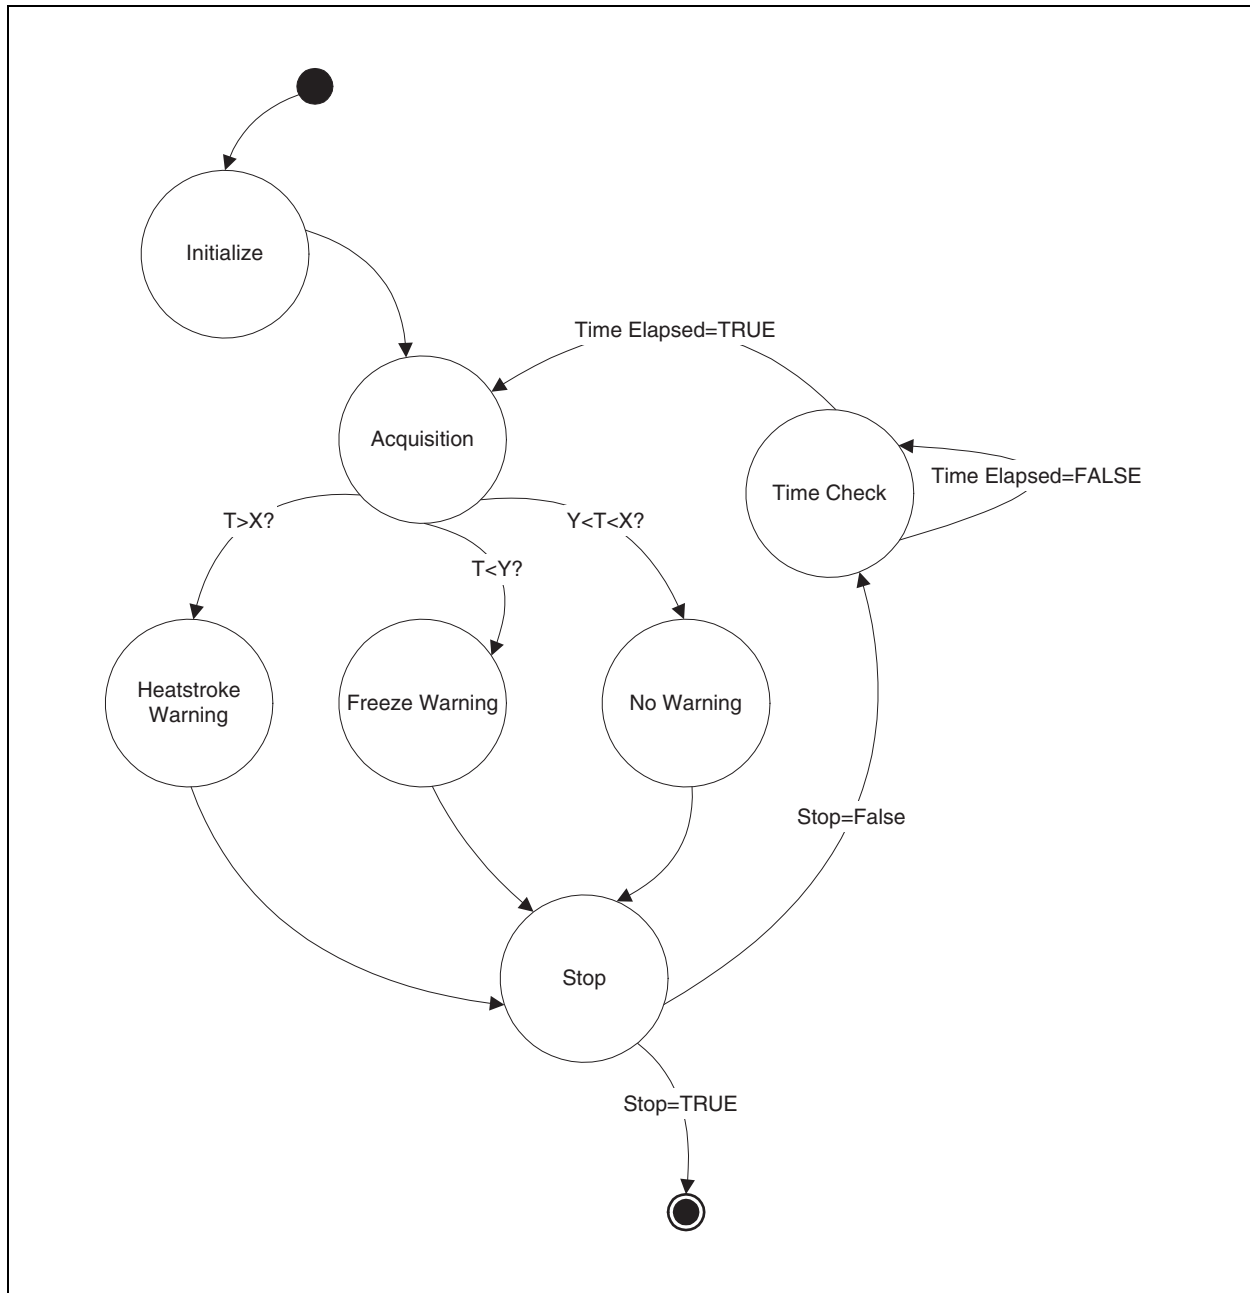 Initialize
Time Elapsed=TRUE
Acquisition
Time Elapsed=FALSE
Time Check
T>X?
Y<T<X?
T<Y?
Heatstroke
Warning
Freeze Warning
No Warning
Stop=False
Stop
Stop=TRUE